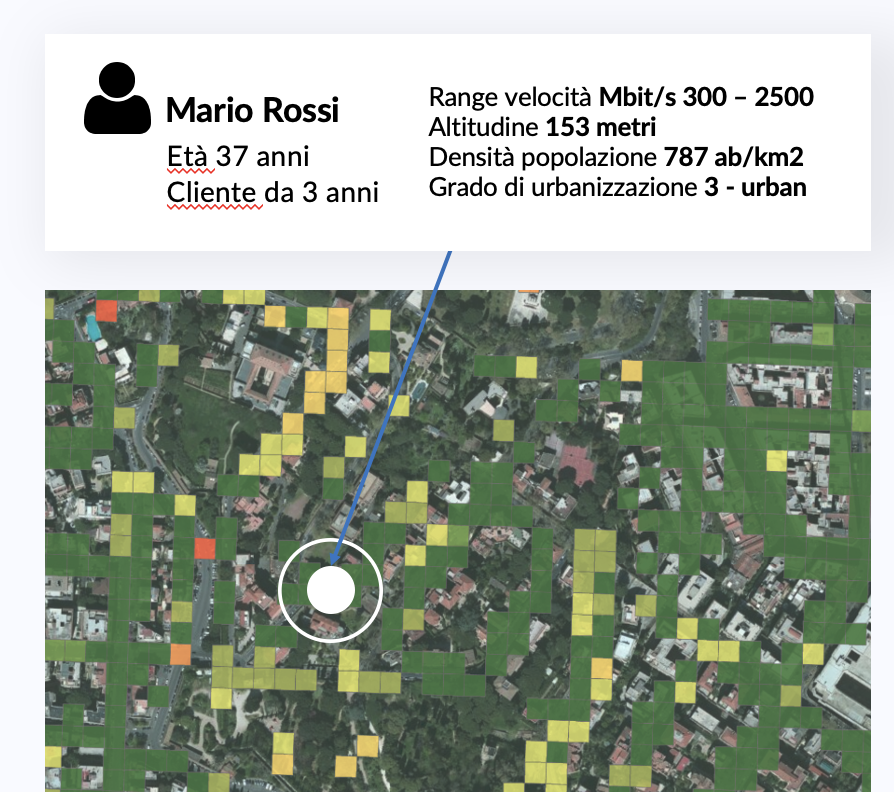 Mario Rossi
Età 37 anni
Cliente da 3 anni
Range velocità Mbit/s 300 – 2500
Altitudine 153 metri
Densità popolazione 787 ab/km2
Grado di urbanizzazione 3 - urban